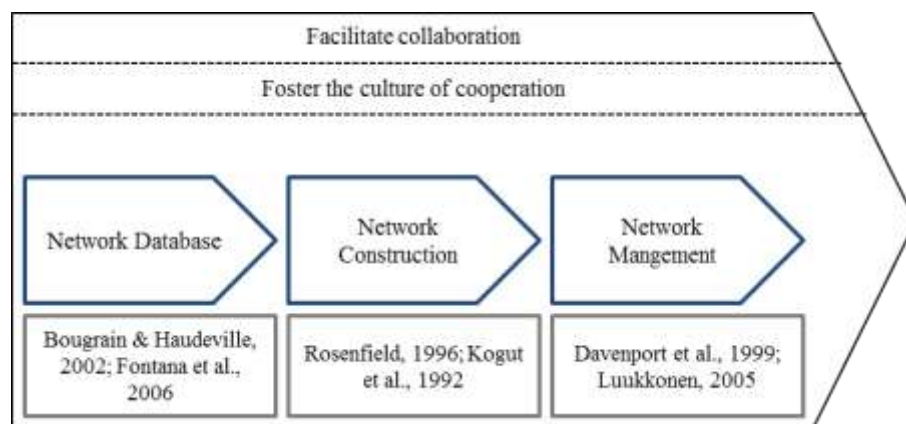 Facilitate collaboration
Foster the culture of cooperation
Network Database
Network
Construction
Network
Mangement
Bougrain & Haudeville,
2002; Fontana et al.,
2006
Rosenfield, 1996; Kogut
et al., 1992
Davenport et al., 1999;
Luukkonen, 2005